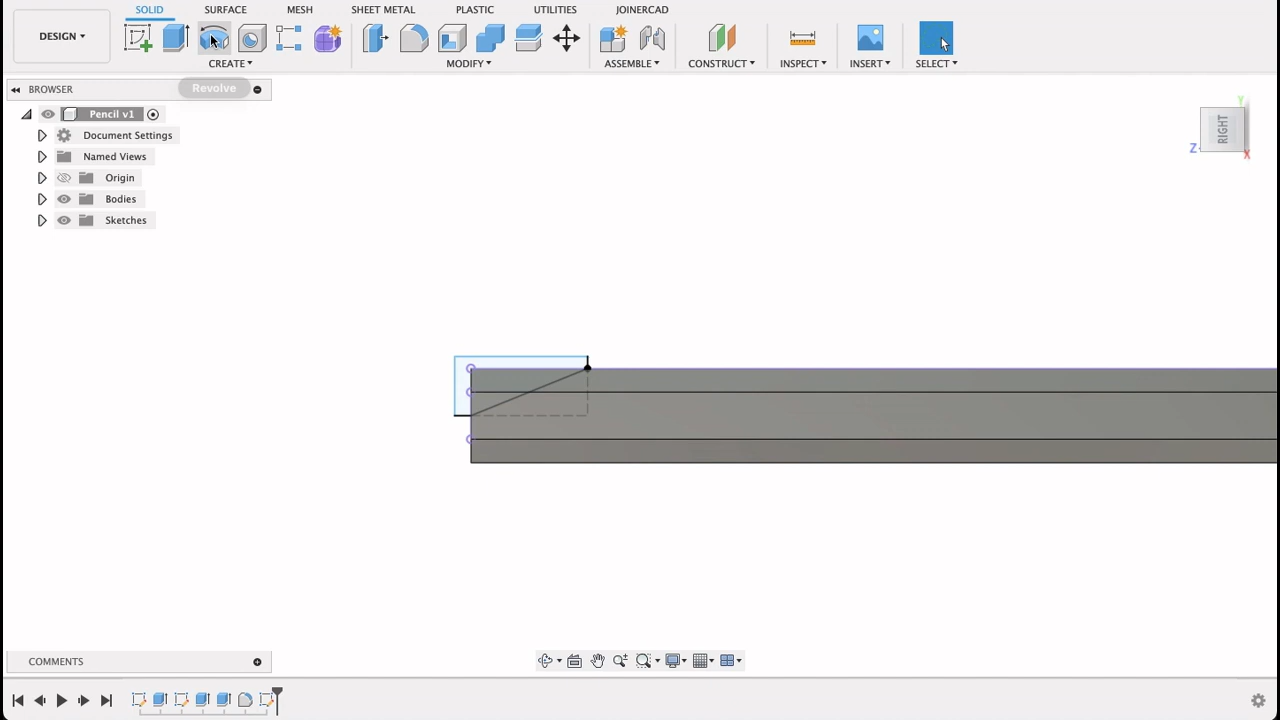 SOLID SURFACE MESH SHEET METAL PLASTIC UTILITIES JOINERCAD
DESIGN
CREATE MODIFY ASSEMBLE CONSTRUCT INSPECT INSERT SELECT
Revolve
BROWSER
Pencil v1
Document Settings
Named Views
Origin
Bodies
Sketches
Y
RIGHT
Z
X
COMMENTS